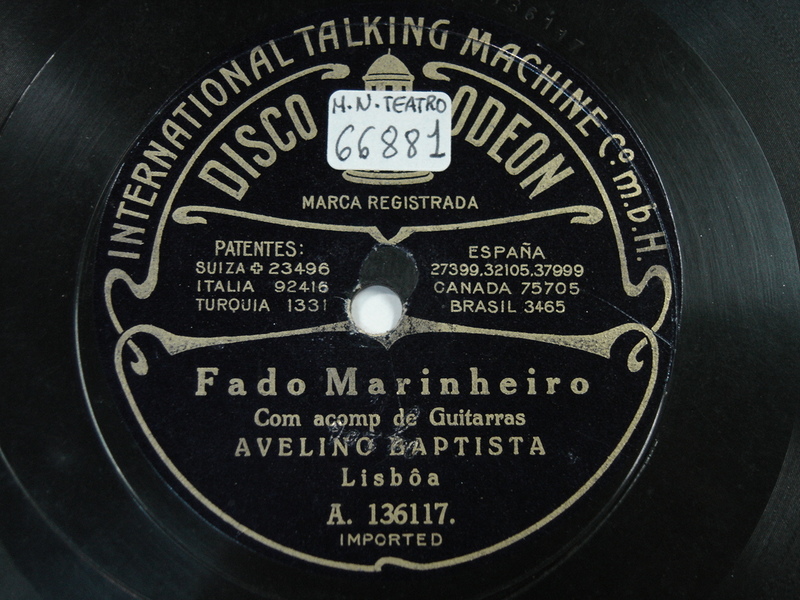 136117
INTERNATIONAL TALKING MACHINE Cº. m.b.H.
DISCO ODEON
M.N. TEATRO
66881
MARCA REGISTRADA
PATENTES:
SUIZA ✠ 23496
ITALIA 92416
TURQUIA 1331
ESPAÑA
27399.32105.37999
CANADA 75705
BRASIL 3465
Fado Marinheiro
Com acomp de Guitarras
AVELINO BAPTISTA
Lisbôa
A. 136117.
IMPORTED